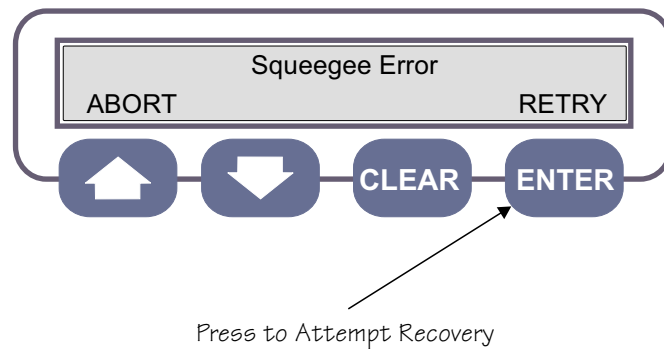 Squeegee Error
ABORT RETRY
CLEAR ENTER
Press to Attempt Recovery